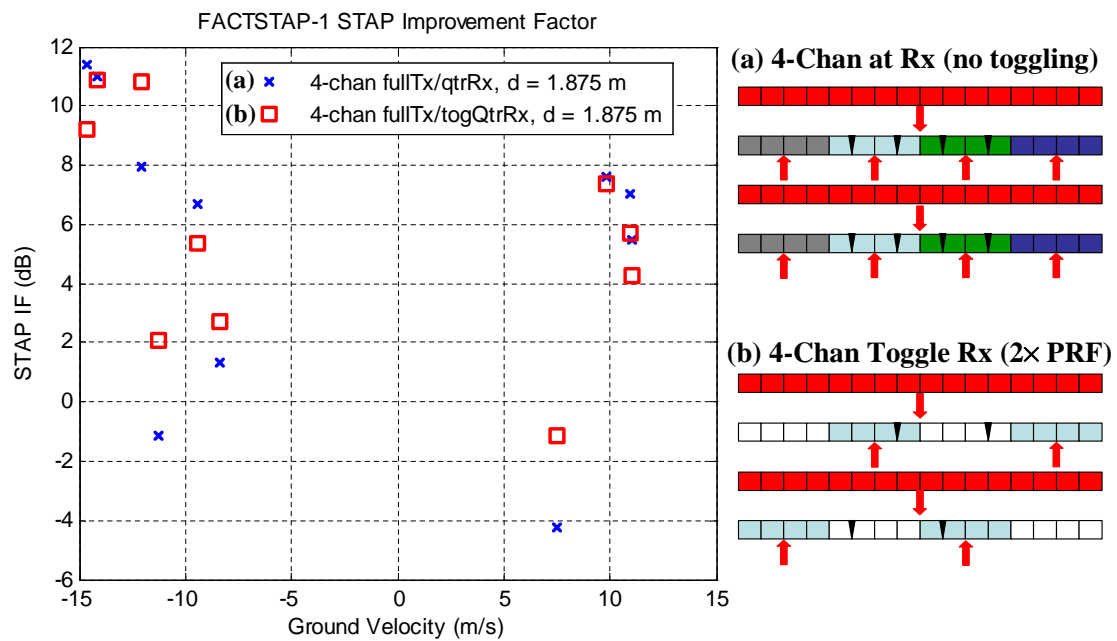 FACTSTAP-1 STAP Improvement Factor
12
10
8
6
4
2
0
-2
-4
-6
STAP IF (dB)
-15
-10
-5
0
5
10
15
Ground Velocity (m/s)
(a) 4-chan fullTx/qtrRx, d = 1.875 m
(b) 4-chan fullTx/togQtrRx, d = 1.875 m
(a) 4-Chan at Rx (no toggling)
(b) 4-Chan Toggle Rx (2× PRF)